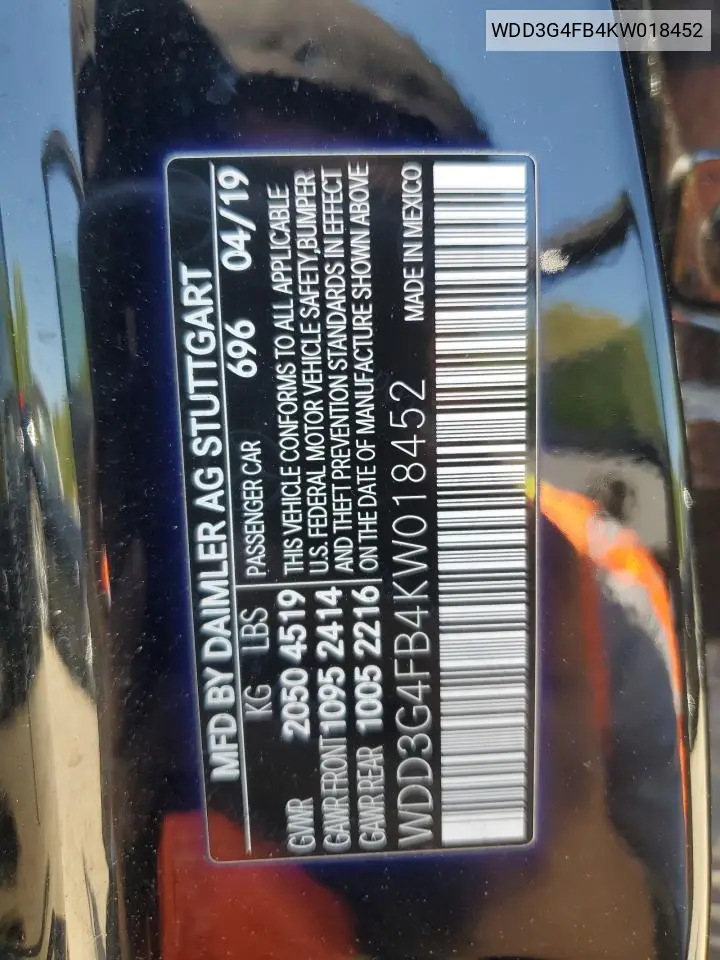 WDD3G4FB4KW018452
MFD BY DAIMLER AG STUTTGART
KG LBS PASSENGER CAR 696 04/19
GVWR 2050 4519 THIS VEHICLE CONFORMS TO ALL APPLICABLE
GAWR FRONT 1095 2414 U.S. FEDERAL MOTOR VEHICLE SAFETY, BUMPER
GAWR REAR 1005 2216 AND THEFT PREVENTION STANDARDS IN EFFECT
ON THE DATE OF MANUFACTURE SHOWN ABOVE
WDD3G4FB4KW018452 MADE IN MEXICO